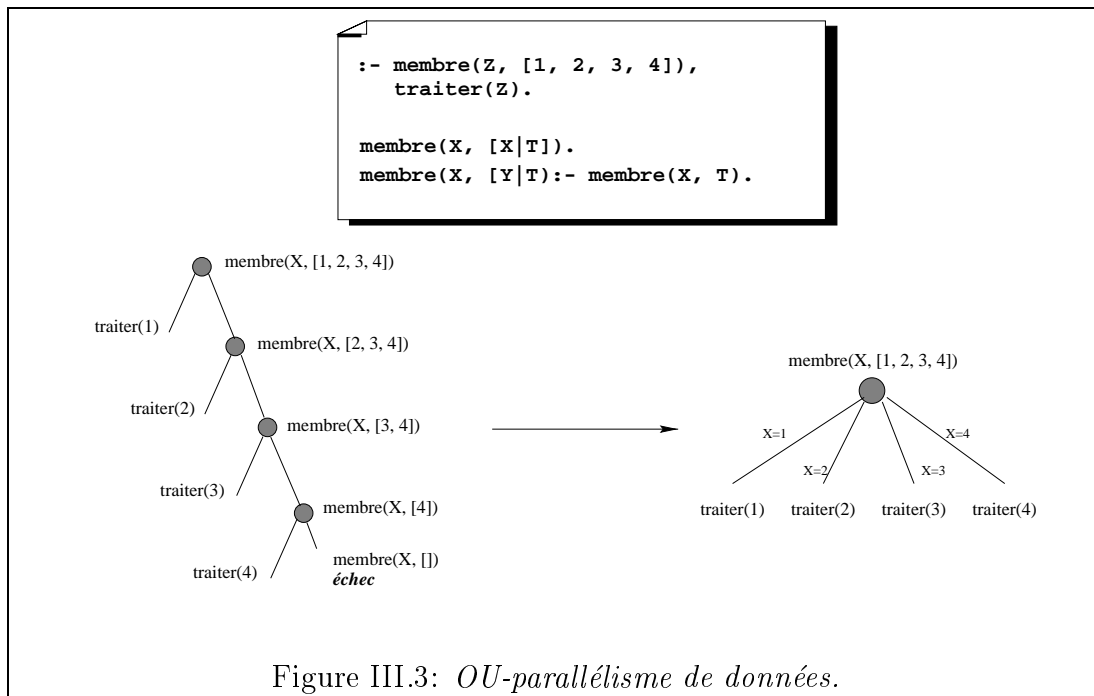 :- membre(Z, [1, 2, 3, 4]),
traiter(Z).
membre(X, [X|T]).
membre(X, [Y|T):- membre(X, T).
membre(X, [1, 2, 3, 4])
traiter(1)
membre(X, [2, 3, 4])
traiter(2)
membre(X, [3, 4])
traiter(3)
membre(X, [4])
membre(X, [])
échec
traiter(4)
membre(X, [1, 2, 3, 4])
X=1
X=4
X=2
X=3
traiter(1)
traiter(2)
traiter(3)
traiter(4)
Figure III.3: OU-parallélisme de données.